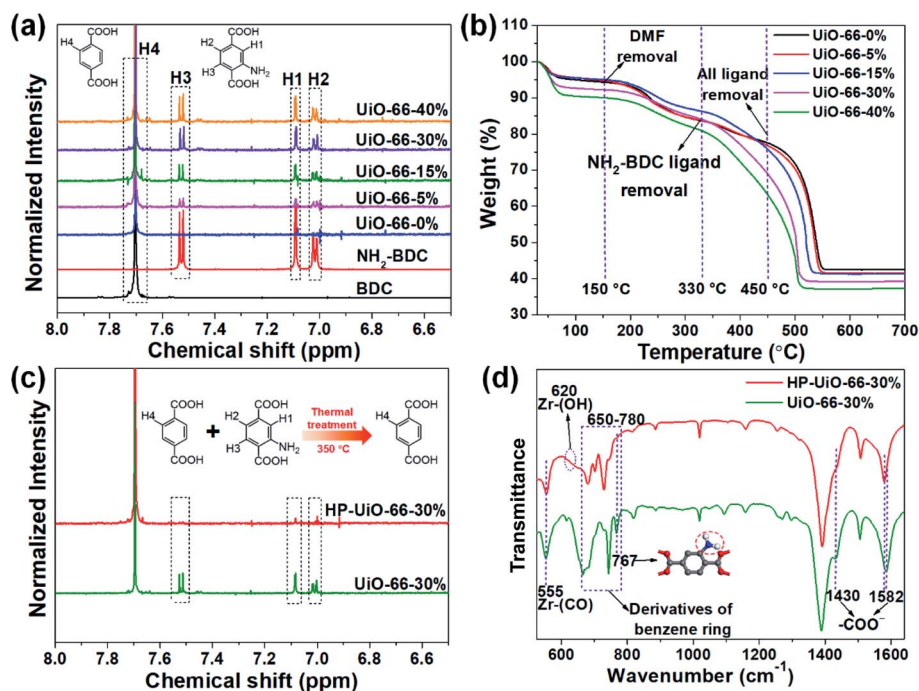 (a)
COOH
H4
COOH
H4
COOH
H2
H1
H3
NH₂
COOH
H3
H1
H2
UiO-66-40%
UiO-66-30%
UiO-66-15%
UiO-66-5%
UiO-66-0%
NH₂-BDC
BDC
Normalized Intensity
8.0 7.8 7.6 7.4 7.2 7.0 6.8 6.6
Chemical shift (ppm)
(b)
DMF
removal
UiO-66-0%
UiO-66-5%
UiO-66-15%
UiO-66-30%
UiO-66-40%
All ligand
removal
NH₂-BDC ligand
removal
150 °C 330 °C 450 °C
Weight (%)
110
100
90
80
70
60
50
40
30
100 200 300 400 500 600 700
Temperature (°C)
(c)
COOH
H4
COOH
+
COOH
H2
H1
H3
NH₂
COOH
Thermal
treatment
350 °C
COOH
H4
COOH
HP-UiO-66-30%
UiO-66-30%
Normalized Intensity
8.0 7.8 7.6 7.4 7.2 7.0 6.8 6.6
Chemical shift (ppm)
(d)
HP-UiO-66-30%
UiO-66-30%
620
Zr-(OH)
650-780
767
555
Zr-(CO)
Derivatives of
benzene ring
1430 1582
-COO⁻
Transmittance
600 800 1000 1200 1400 1600
Wavenumber (cm⁻¹)